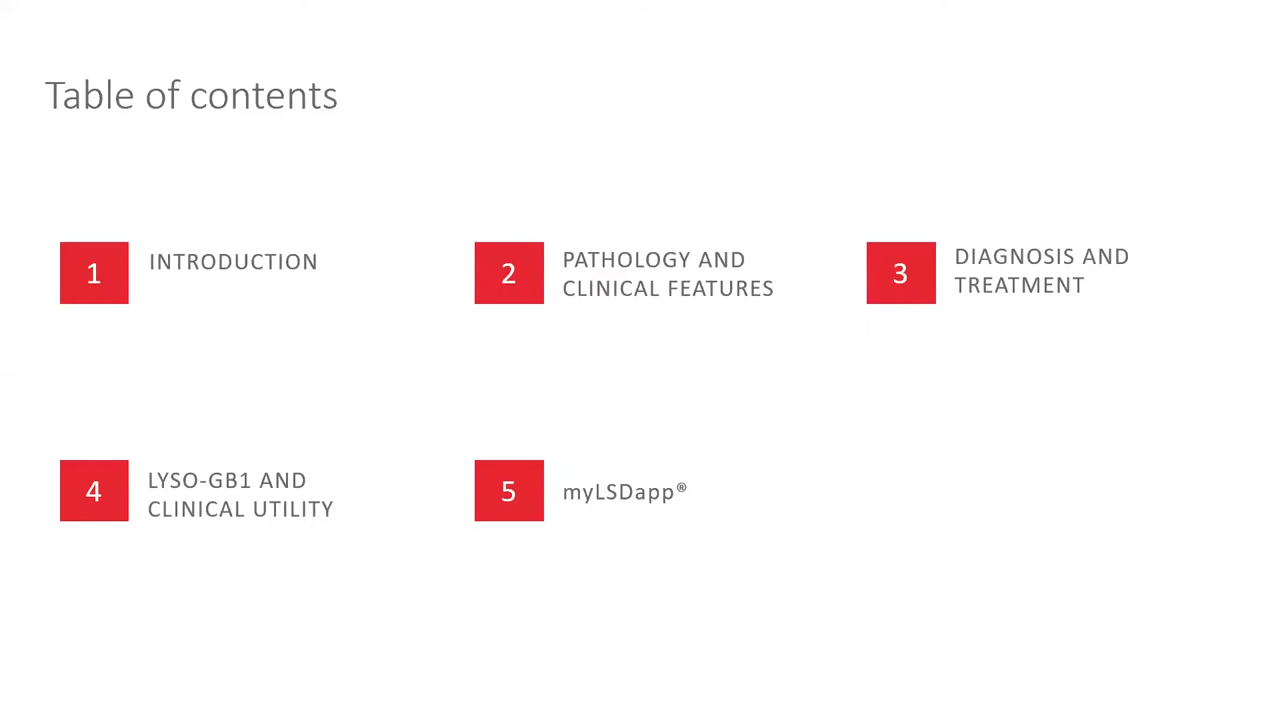 Table of contents
1
INTRODUCTION
2
PATHOLOGY AND
CLINICAL FEATURES
3
DIAGNOSIS AND
TREATMENT
4
LYSO-GB1 AND
CLINICAL UTILITY
5
myLSDapp®